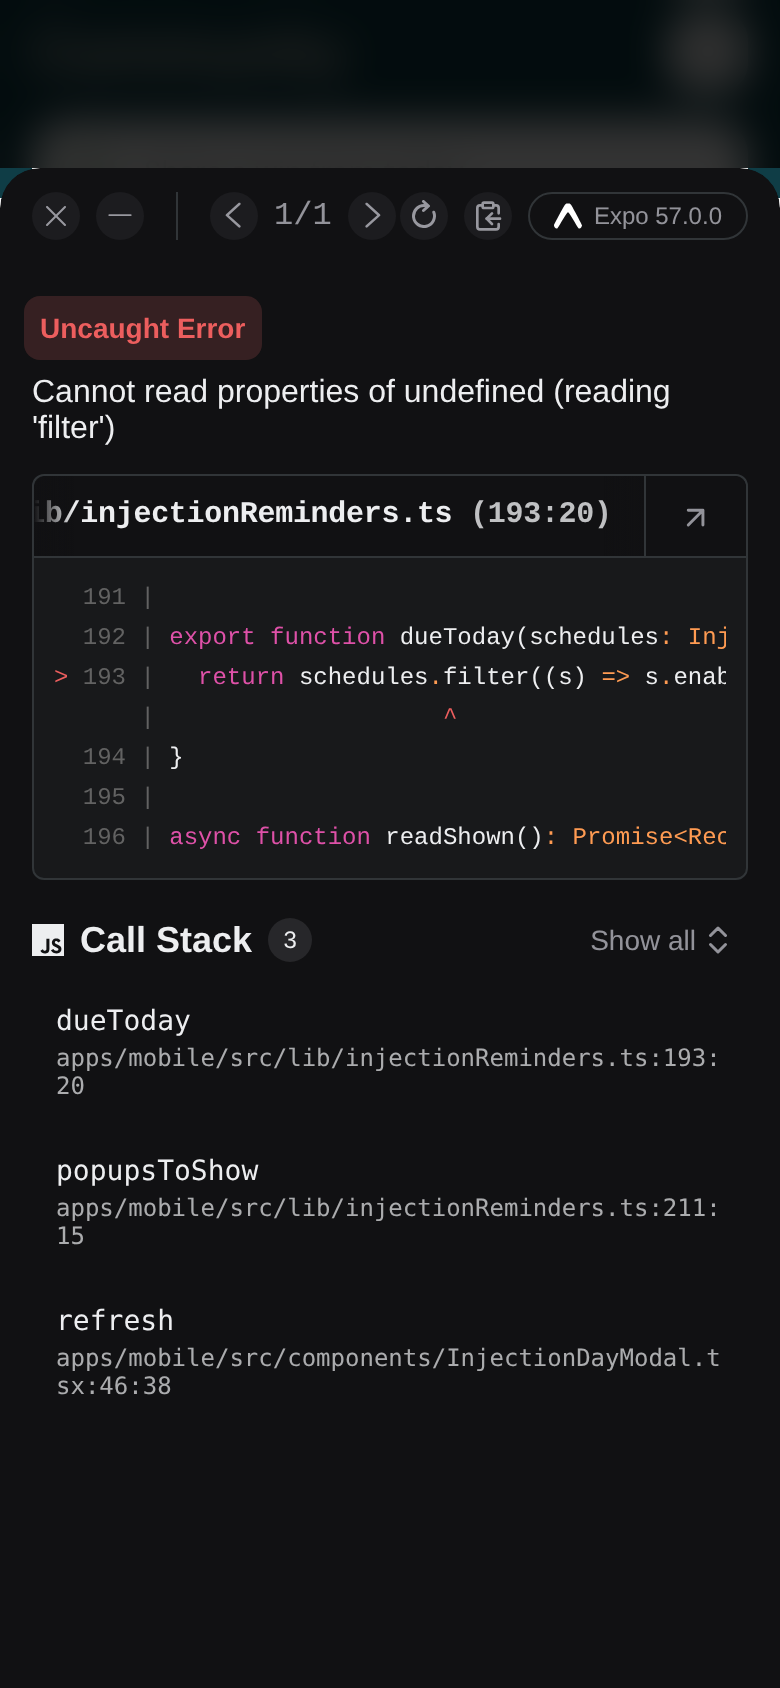 1/1
Expo 57.0.0
Uncaught Error
Cannot read properties of undefined (reading
'filter')
b/injectionReminders.ts (193:20)
191 |
192 | export function dueToday(schedules: Inj
> 193 |   return schedules.filter((s) => s.enab
    |                    ^
194 | }
195 |
196 | async function readShown(): Promise<Rec
JS Call Stack 3
Show all
dueToday
apps/mobile/src/lib/injectionReminders.ts:193:
20
popupsToShow
apps/mobile/src/lib/injectionReminders.ts:211:
15
refresh
apps/mobile/src/components/InjectionDayModal.t
sx:46:38